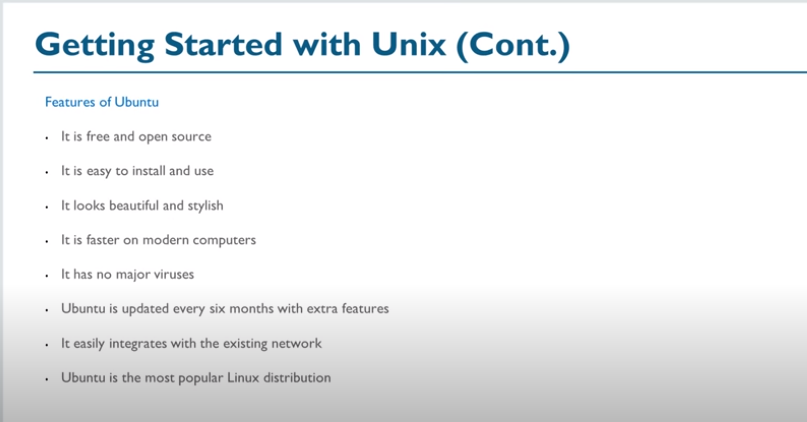 Getting Started with Unix (Cont.)
Features of Ubuntu
• It is free and open source
• It is easy to install and use
• It looks beautiful and stylish
• It is faster on modern computers
• It has no major viruses
• Ubuntu is updated every six months with extra features
• It easily integrates with the existing network
• Ubuntu is the most popular Linux distribution